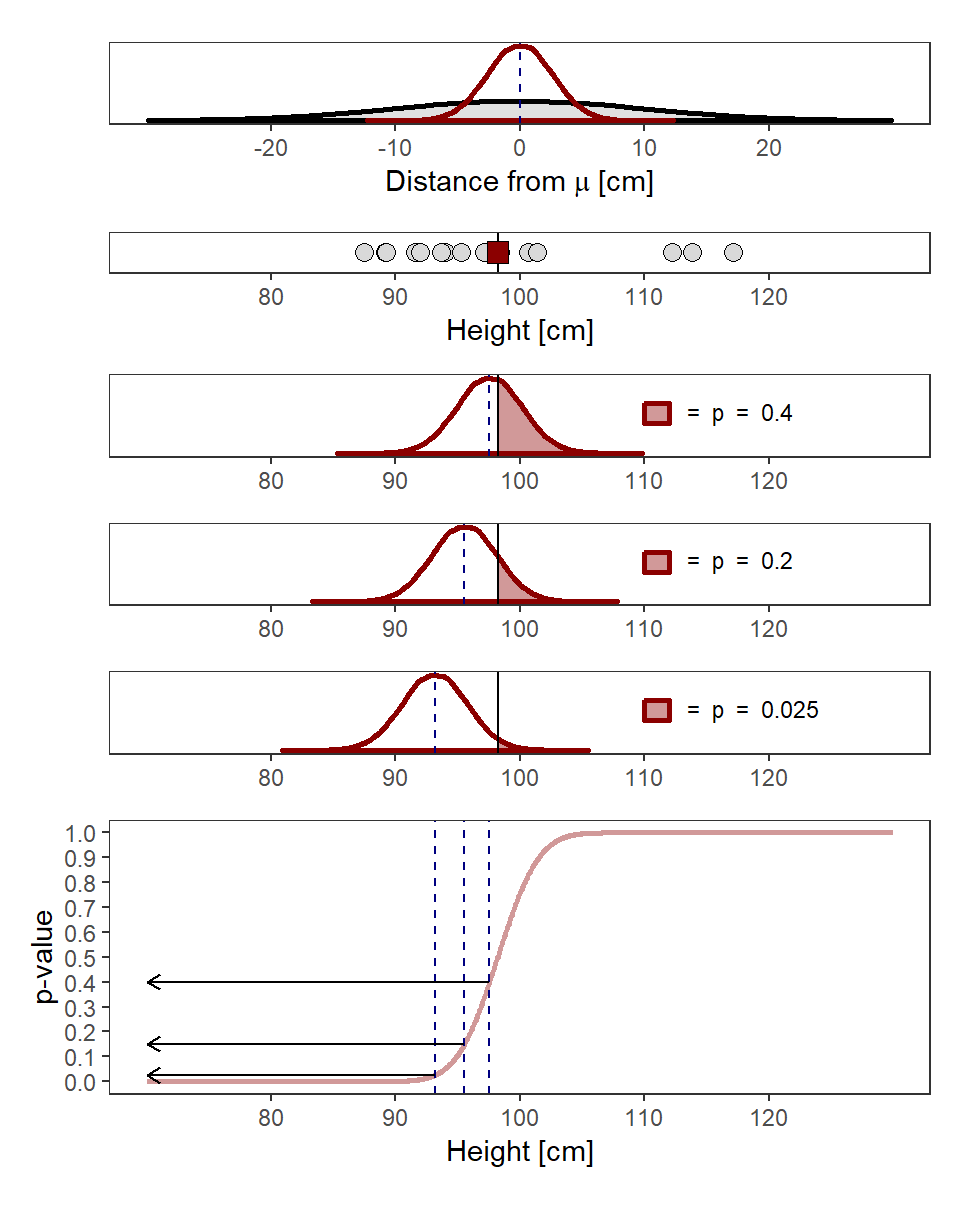 -20 -10 0 10 20
Distance from μ [cm]
80 90 100 110 120
Height [cm]
= p = 0.4
80 90 100 110 120
= p = 0.2
80 90 100 110 120
= p = 0.025
80 90 100 110 120
1.0
0.9
0.8
0.7
0.6
0.5
0.4
0.3
0.2
0.1
0.0
p-value
80 90 100 110 120
Height [cm]